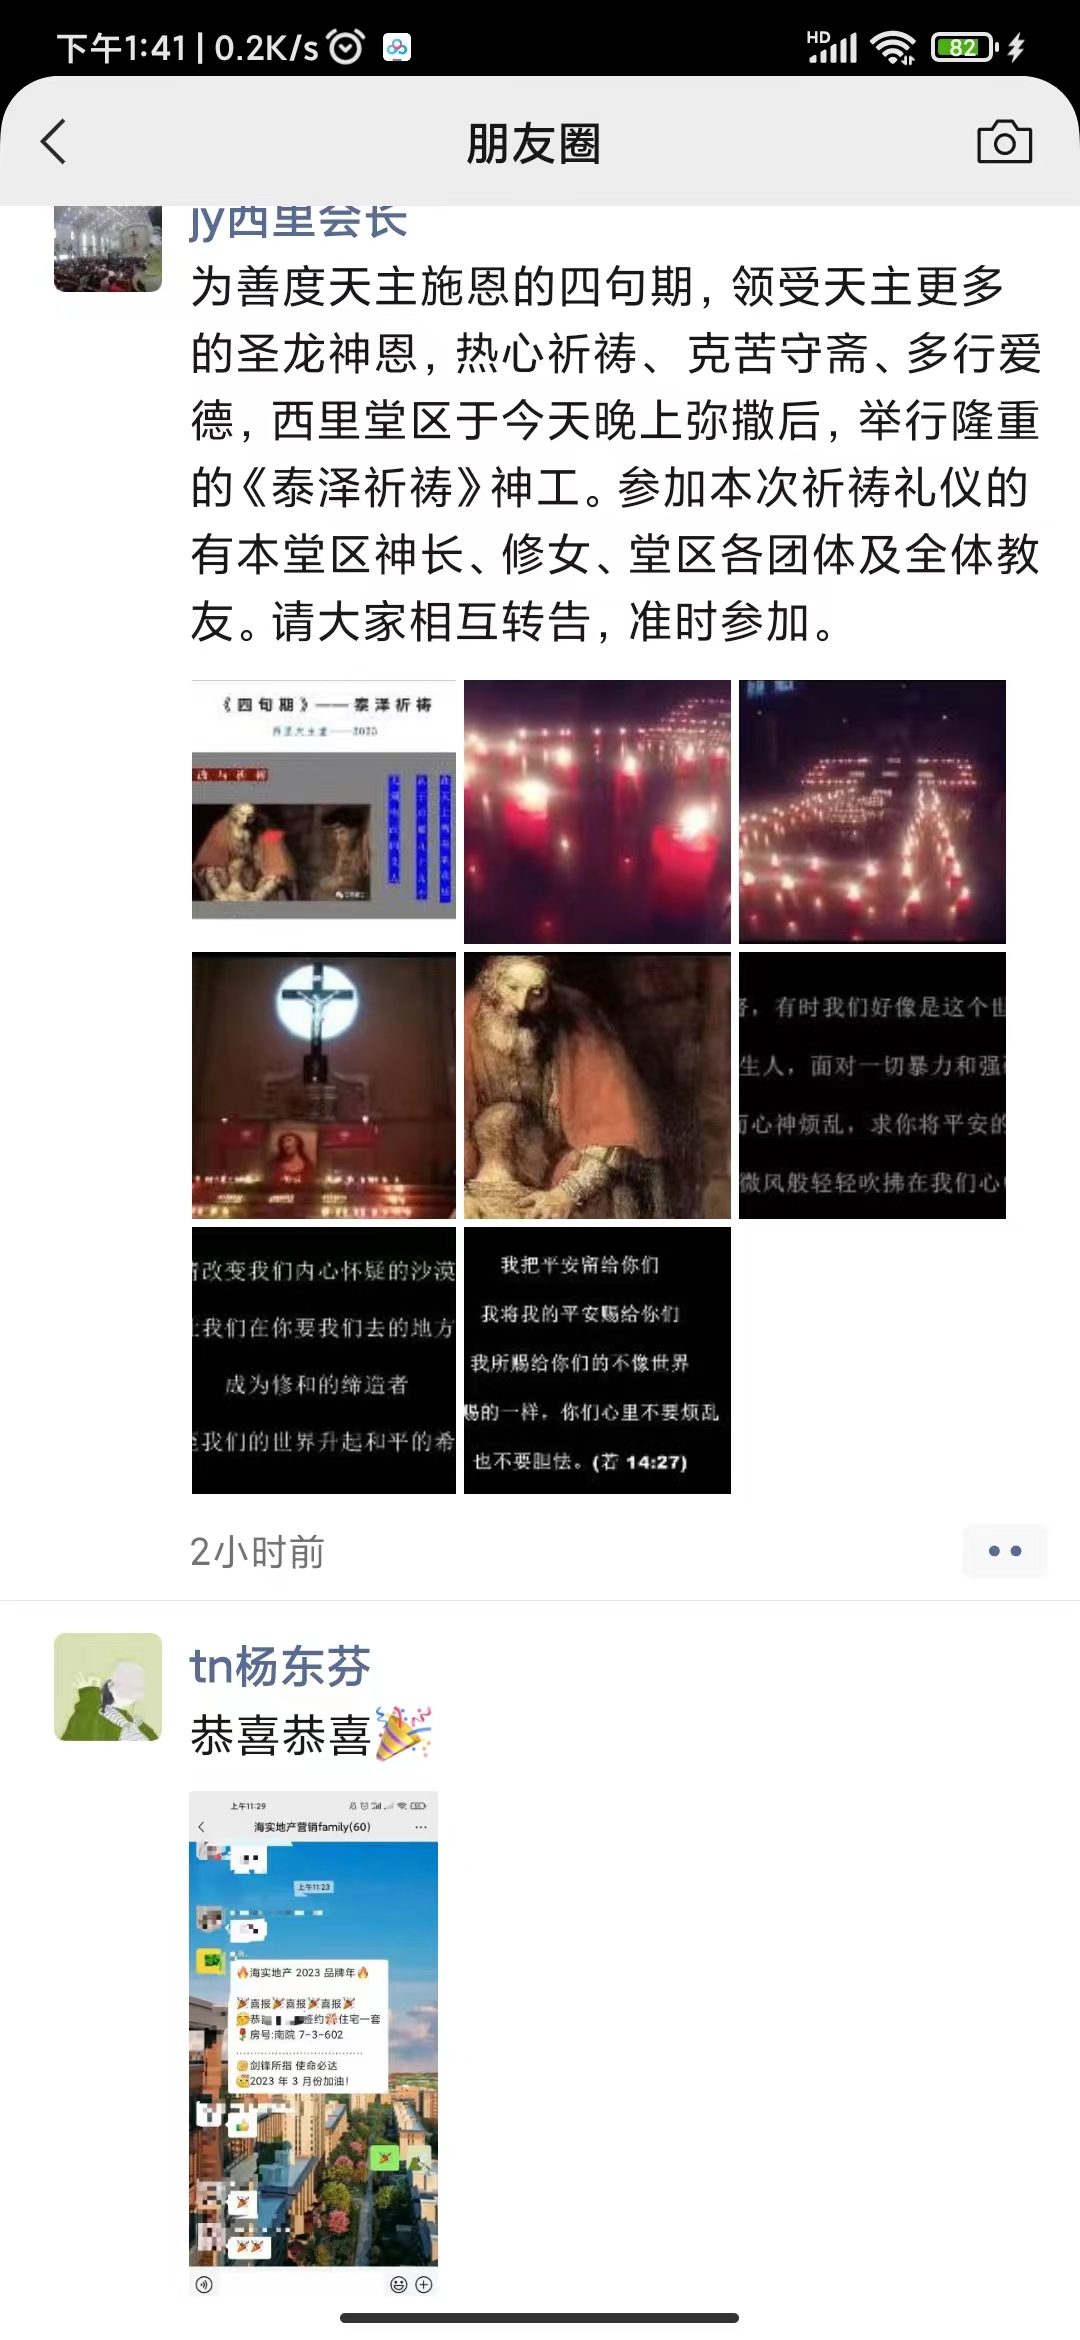 下午1:41 | 0.2K/s
HD
82
朋友圈
jy西里会长
为善度天主施恩的四旬期，领受天主更多
的圣龙神恩，热心祈祷、克苦守斋、多行爱
德，西里堂区于今天晚上弥撒后，举行隆重
的《泰泽祈祷》神工。参加本次祈祷礼仪的
有本堂区神长、修女、堂区各团体及全体教
友。请大家相互转告，准时参加。
《四旬期》——泰泽祈祷
西里天主堂——2023
，有时我们好像是这个世
生人，面对一切暴力和强
心神烦乱，求你将平安的
微风般轻轻吹拂在我们心
改变我们内心怀疑的沙漠
我们在你要我们去的地方
成为修和的缔造者
我们的世界升起和平的希
我把平安留给你们
我将我的平安赐给你们
我所赐给你们的不像世界
赐的一样，你们心里不要烦乱
也不要胆怯。(若 14:27)
2小时前
tn杨东芬
恭喜恭喜🎉
上午11:29
海实地产营销family(60)
上午11:23
🔥海实地产 2023 品牌年🔥
🎉喜报🎉喜报🎉喜报🎉
恭 签约 住宅一套
🌹房号:南院 7-3-602
剑锋所指 使命必达
2023 年 3 月份加油!